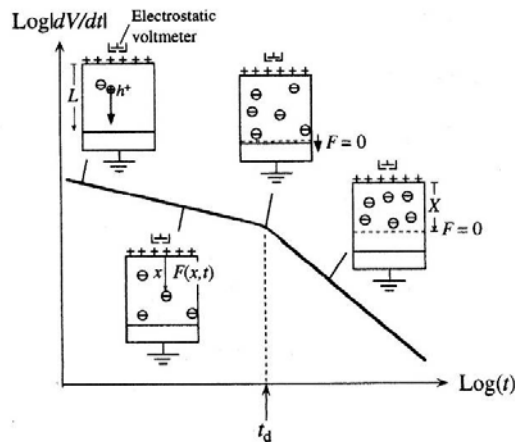 Log|dV/dt|
Electrostatic
voltmeter
+ + + + + + +
L
h⁺
⊖
+ + + + + + +
F = 0
+ + + + + + +
X
F = 0
+ + + + + + +
x
F(x,t)
Log(t)
t_d